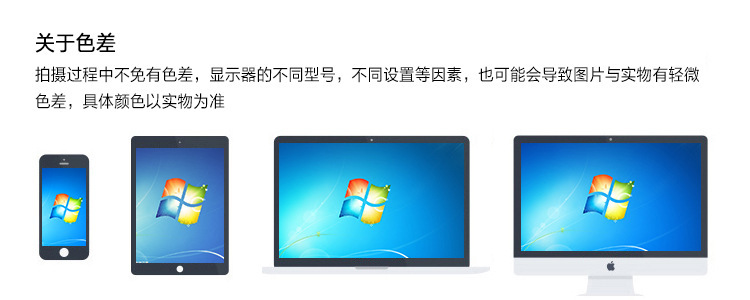 关于色差
拍摄过程中不免有色差，显示器的不同型号，不同设置等因素，也可能会导致图片与实物有轻微
色差，具体颜色以实物为准